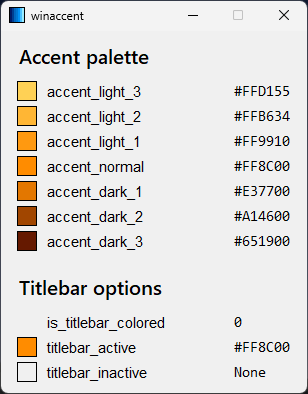 winaccent
Accent palette
accent_light_3 #FFD155
accent_light_2 #FFB634
accent_light_1 #FF9910
accent_normal #FF8C00
accent_dark_1 #E37700
accent_dark_2 #A14600
accent_dark_3 #651900
Titlebar options
is_titlebar_colored 0
titlebar_active #FF8C00
titlebar_inactive None